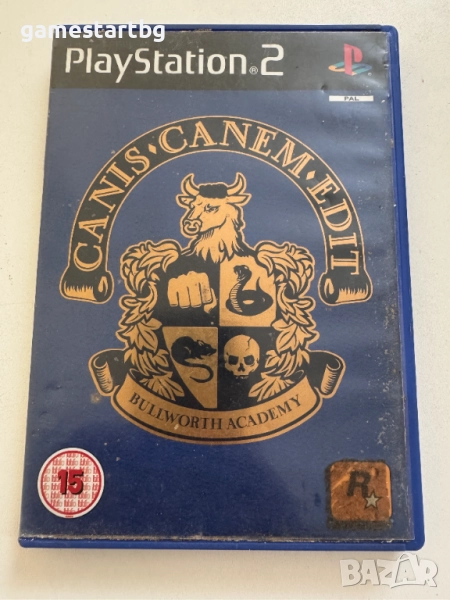 gamestartbg
PlayStation®2
PAL
CANIS·CANEM·EDIT
BULLWORTH ACADEMY
15
R
BAZAR